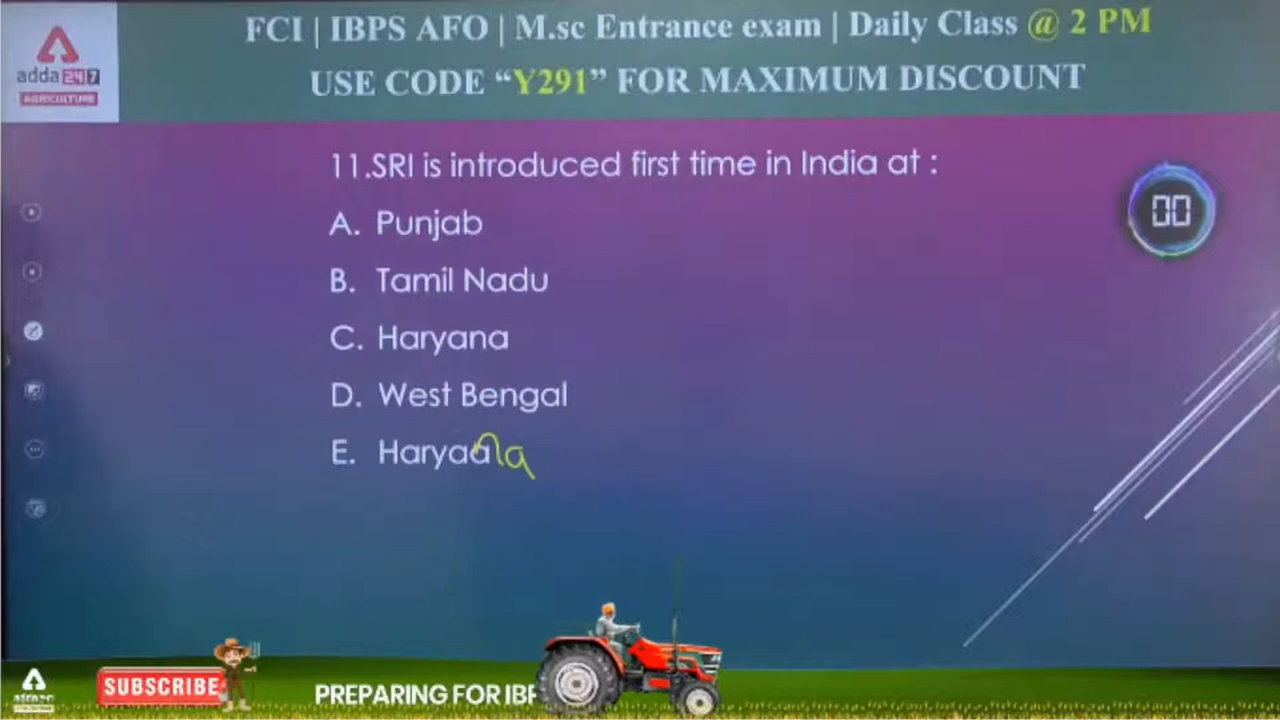 FCI | IBPS AFO | M.sc Entrance exam | Daily Class @ 2 PM
USE CODE “Y291” FOR MAXIMUM DISCOUNT
adda 247
AGRICULTURE
11.SRI is introduced first time in India at :
00
A. Punjab
B. Tamil Nadu
C. Haryana
D. West Bengal
E. Haryaa
SUBSCRIBE
PREPARING FOR IBP